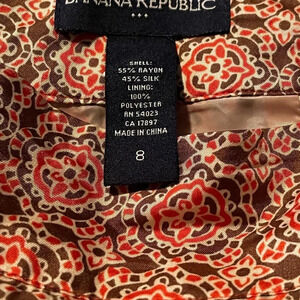 BANANA REPUBLIC
SHELL:
55% RAYON
45% SILK
LINING:
100%
POLYESTER
RN 54023
CA 17897
MADE IN CHINA
8